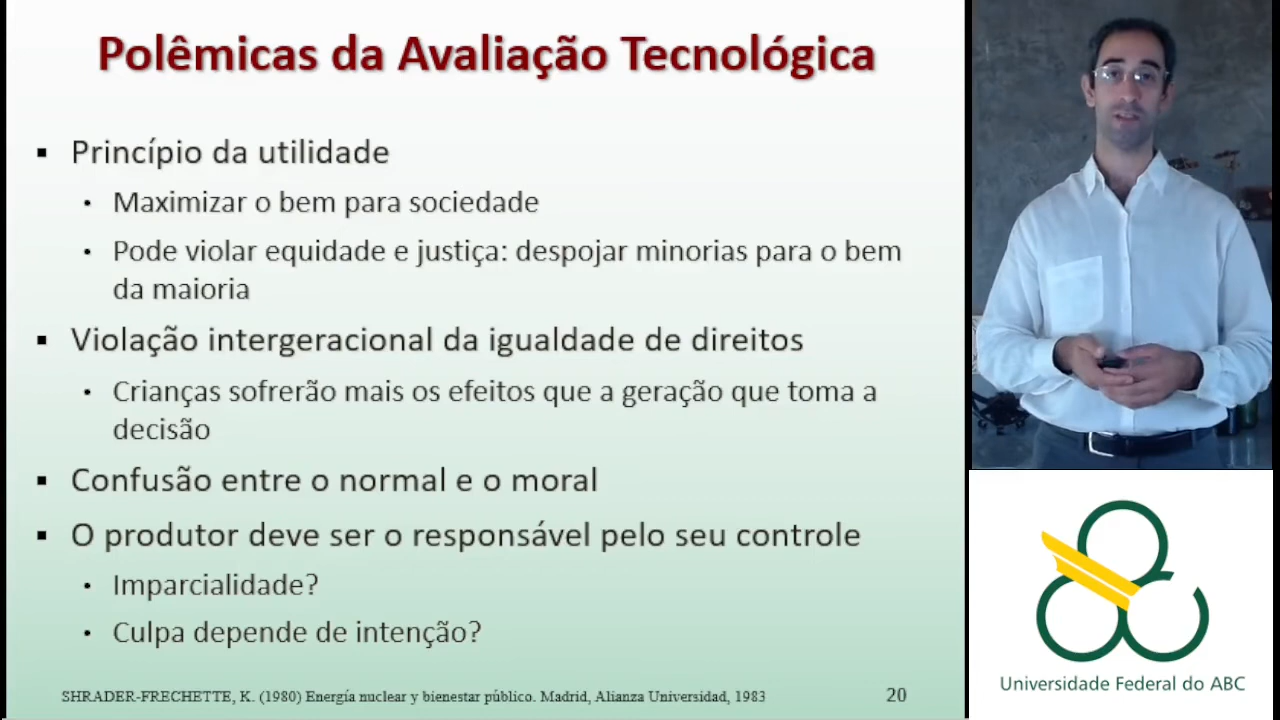 Polêmicas da Avaliação Tecnológica
▪ Princípio da utilidade
• Maximizar o bem para sociedade
• Pode violar equidade e justiça: despojar minorias para o bem
da maioria
▪ Violação intergeracional da igualdade de direitos
• Crianças sofrerão mais os efeitos que a geração que toma a
decisão
▪ Confusão entre o normal e o moral
▪ O produtor deve ser o responsável pelo seu controle
• Imparcialidade?
• Culpa depende de intenção?
SHRADER-FRECHETTE, K. (1980) Energía nuclear y bienestar público. Madrid, Alianza Universidad, 1983
20
Universidade Federal do ABC